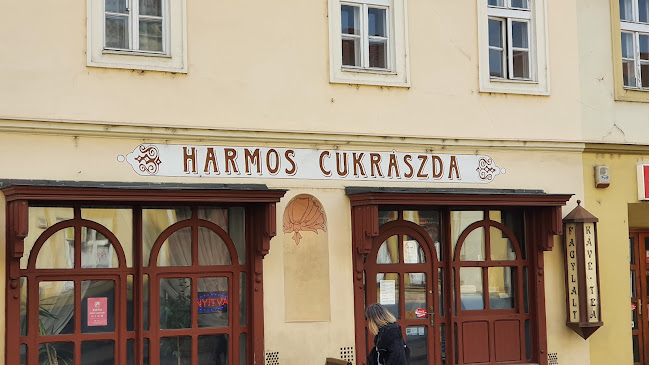 HARMOS CUKRÁSZDA
NYITVA
FAGYLALT
KÁVÉ-TEA